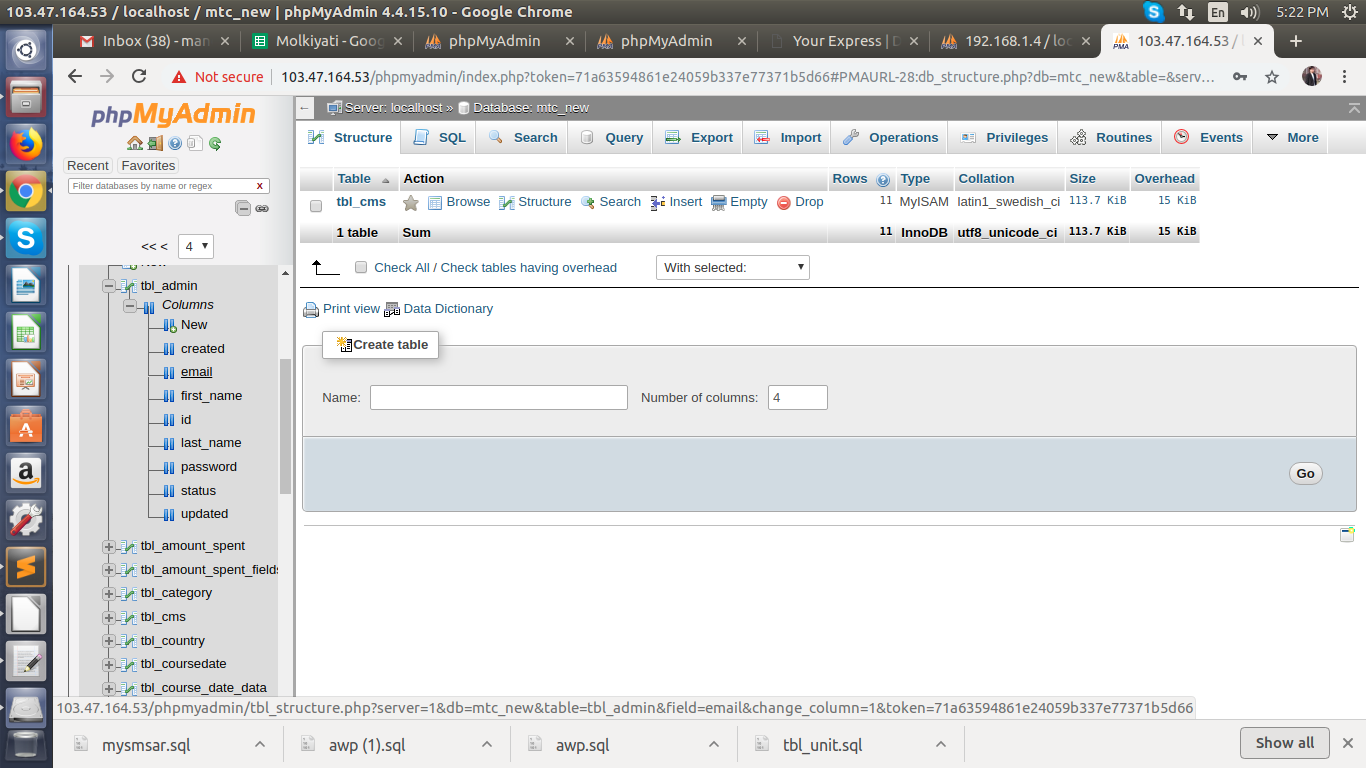 103.47.164.53 / localhost / mtc_new | phpMyAdmin 4.4.15.10 - Google Chrome
En
5:22 PM
Inbox (38) - man
Molkiyati - Goog
phpMyAdmin
phpMyAdmin
Your Express | D
192.168.1.4 / loc
PMA
103.47.164.53 / l
Not secure
103.47.164.53/phpmyadmin/index.php?token=71a63594861e24059b337e77371b5d66#PMAURL-28:db_structure.php?db=mtc_new&table=&serv...
phpMyAdmin
Recent
Favorites
Filter databases by name or regex
X
<< <
4
New
tbl_admin
Columns
New
created
email
first_name
id
last_name
password
status
updated
tbl_amount_spent
tbl_amount_spent_fields
tbl_category
tbl_cms
tbl_country
tbl_coursedate
tbl_course_date_data
Server: localhost »
Database: mtc_new
Structure
SQL
Search
Query
Export
Import
Operations
Privileges
Routines
Events
More
Table Action Rows Type Collation Size Overhead
tbl_cms Browse Structure Search Insert Empty Drop 11 MyISAM latin1_swedish_ci 113.7 KiB 15 KiB
1 table Sum 11 InnoDB utf8_unicode_ci 113.7 KiB 15 KiB
Check All / Check tables having overhead
With selected:
Print view
Data Dictionary
Create table
Name:
Number of columns:
4
Go
103.47.164.53/phpmyadmin/tbl_structure.php?server=1&db=mtc_new&table=tbl_admin&field=email&change_column=1&token=71a63594861e24059b337e77371b5d66
mysmsar.sql
awp (1).sql
awp.sql
tbl_unit.sql
Show all